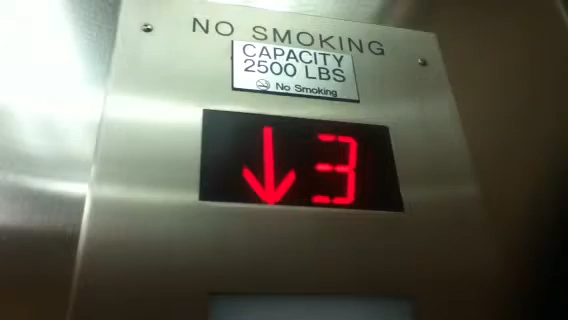 NO SMOKING
CAPACITY
2500 LBS
No Smoking
↓ 3